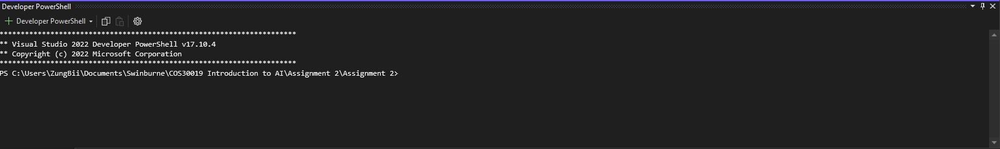 Developer PowerShell
Developer PowerShell
**********************************************************************
** Visual Studio 2022 Developer PowerShell v17.10.4
** Copyright (c) 2022 Microsoft Corporation
**********************************************************************
PS C:\Users\ZungBii\Documents\Swinburne\COS30019 Introduction to AI\Assignment 2\Assignment 2>